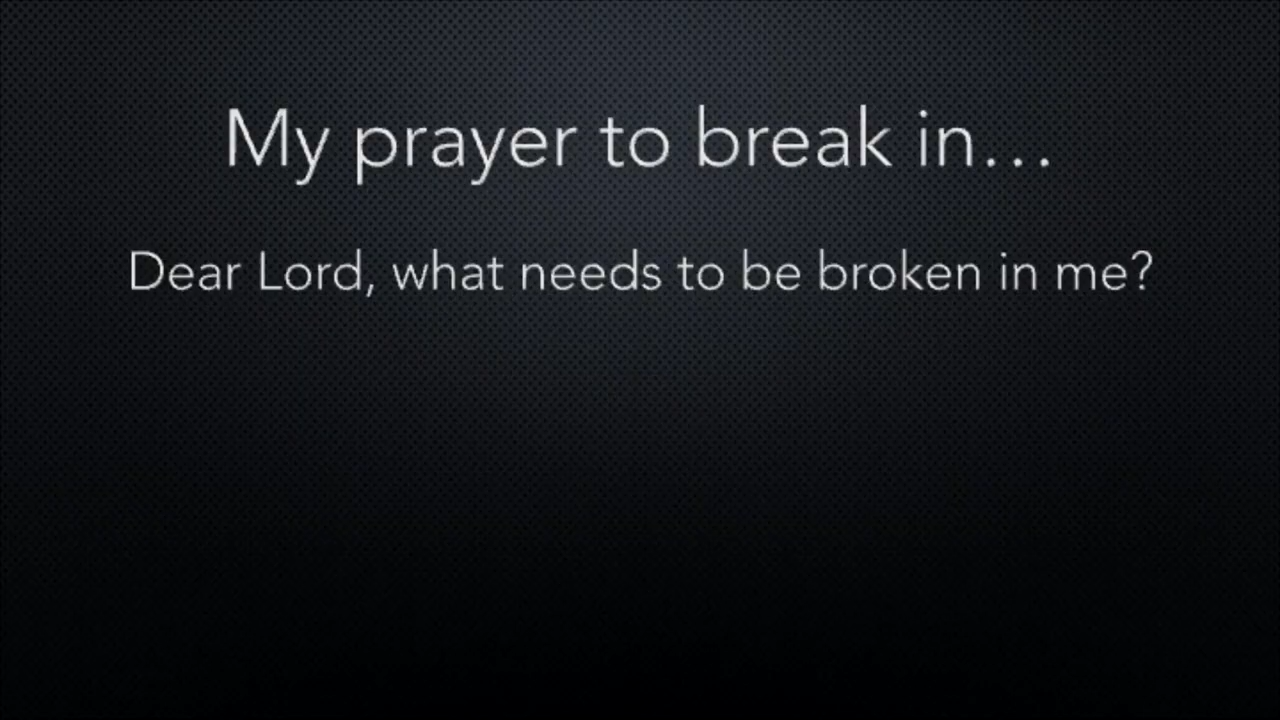 My prayer to break in…
Dear Lord, what needs to be broken in me?